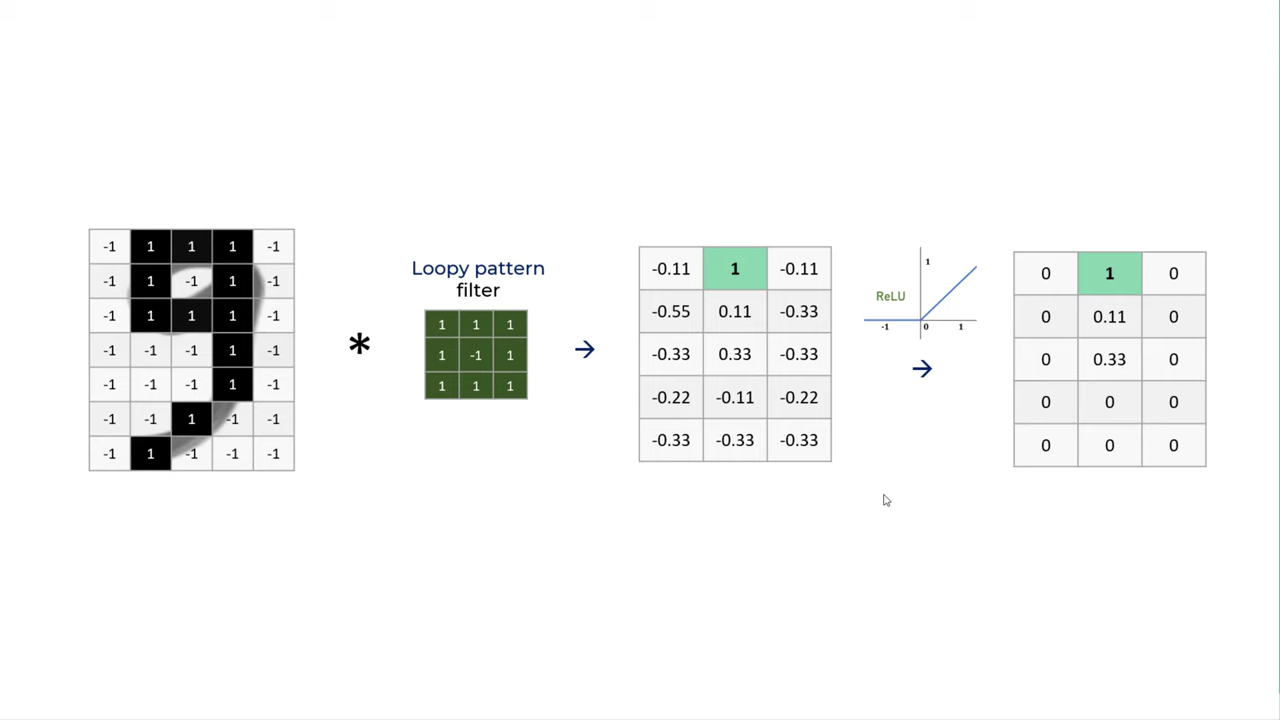 -1 1 1 1 -1
-1 1 -1 1 -1
-1 1 1 1 -1
-1 -1 -1 1 -1
-1 -1 -1 1 -1
-1 -1 1 -1 -1
-1 1 -1 -1 -1
*
Loopy pattern
filter
1 1 1
1 -1 1
1 1 1
→
-0.11 1 -0.11
-0.55 0.11 -0.33
-0.33 0.33 -0.33
-0.22 -0.11 -0.22
-0.33 -0.33 -0.33
1
ReLU
-1 0 1
→
0 1 0
0 0.11 0
0 0.33 0
0 0 0
0 0 0